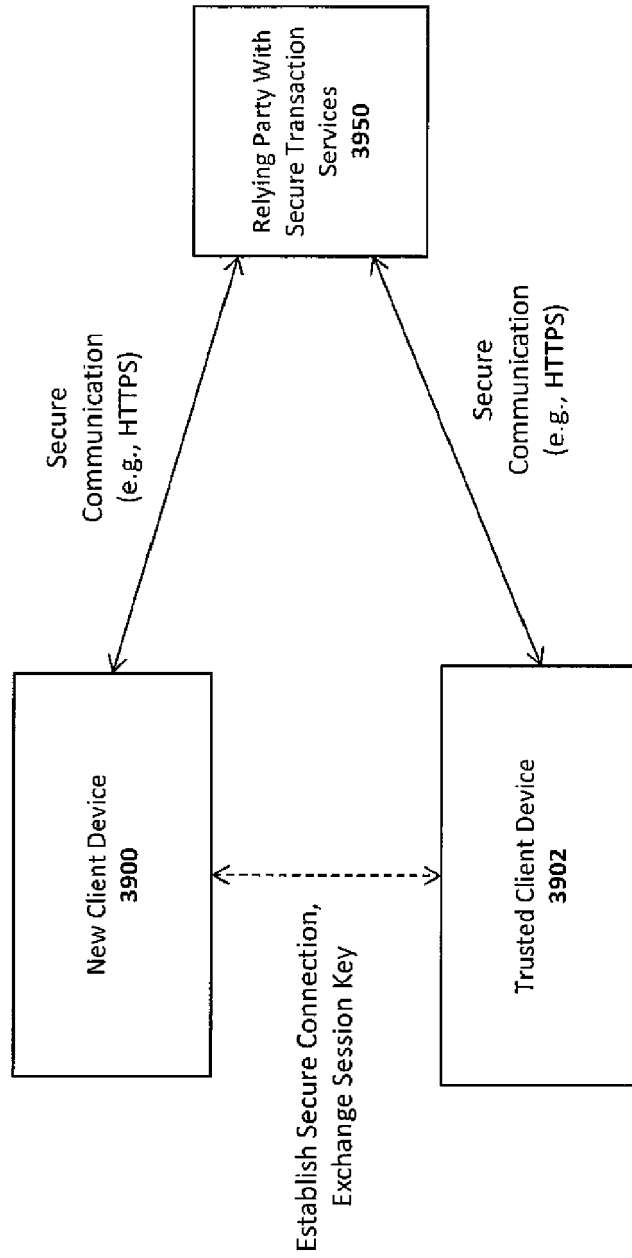 New Client Device
3900
Secure
Communication
(e.g., HTTPS)
Relying Party With
Secure Transaction
Services
3950
Establish Secure Connection,
Exchange Session Key
Trusted Client Device
3902
Secure
Communication
(e.g., HTTPS)